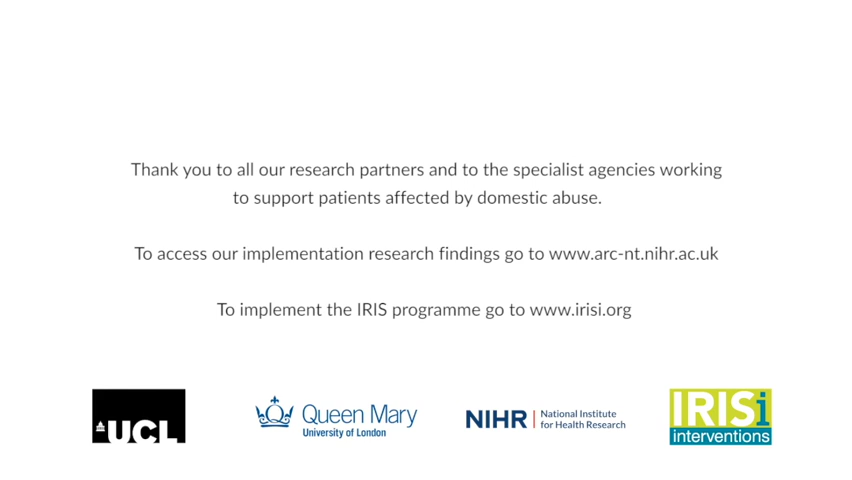 Thank you to all our research partners and to the specialist agencies working
to support patients affected by domestic abuse.
To access our implementation research findings go to www.arc-nt.nihr.ac.uk
To implement the IRIS programme go to www.irisi.org
UCL
Queen Mary
University of London
NIHR | National Institute
for Health Research
IRISi
interventions